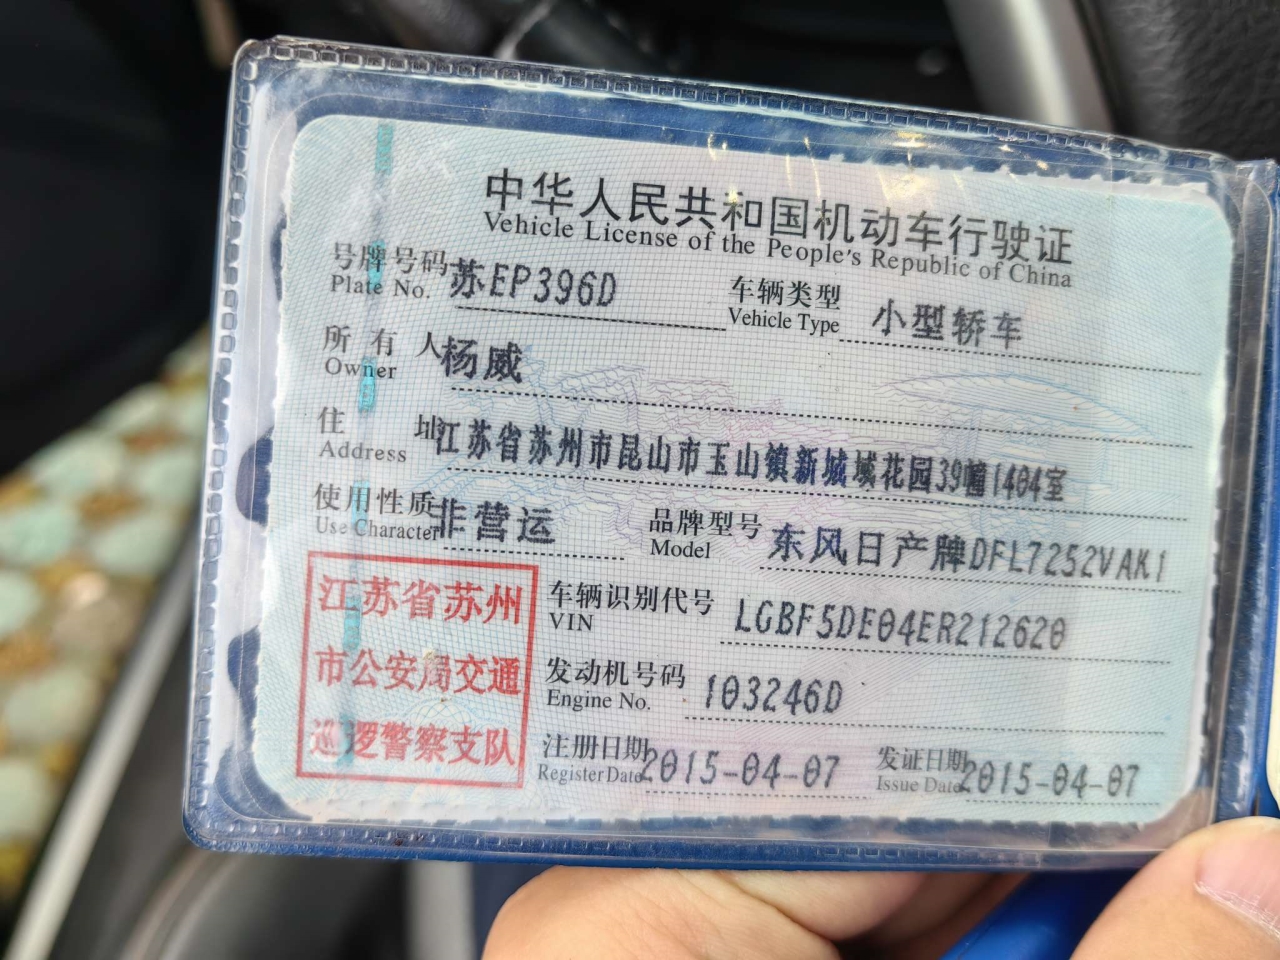 中华人民共和国机动车行驶证
Vehicle License of the People's Republic of China
号牌号码 苏EP396D 车辆类型 小型轿车
Plate No. Vehicle Type
所有人 杨威
Owner
住址 江苏省苏州市昆山市玉山镇新城域花园39幢1404室
Address
使用性质 非营运 品牌型号 东风日产牌DFL7252VAK1
Use Character Model
江苏省苏州
市公安局交通
巡逻警察支队
车辆识别代号 LGBF5DE04ER212620
VIN
发动机号码 103246D
Engine No.
注册日期 2015-04-07 发证日期 2015-04-07
Register Date Issue Date